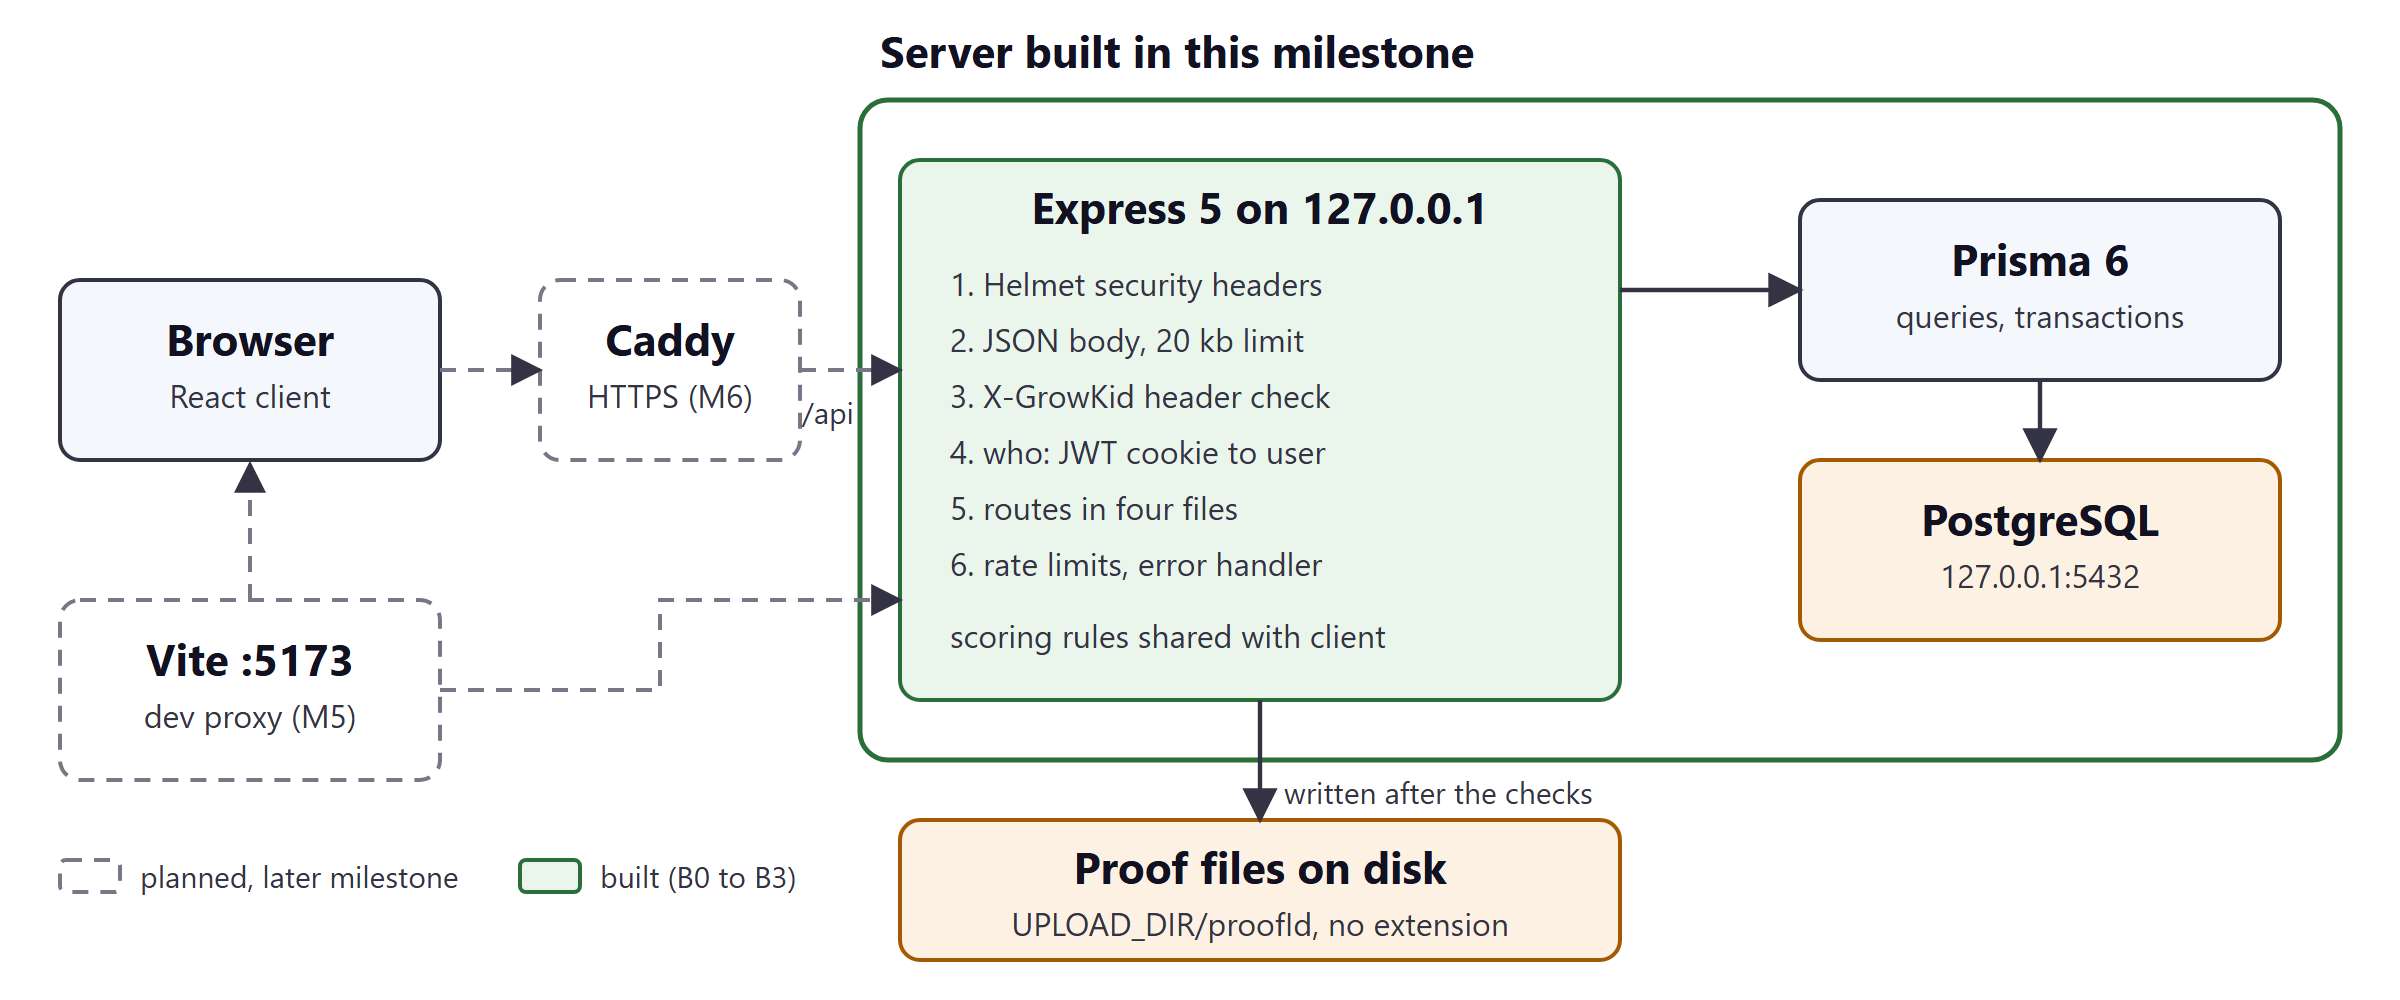 Server built in this milestone
Express 5 on 127.0.0.1
1. Helmet security headers
2. JSON body, 20 kb limit
3. X-GrowKid header check
4. who: JWT cookie to user
5. routes in four files
6. rate limits, error handler
scoring rules shared with client
Prisma 6
queries, transactions
PostgreSQL
127.0.0.1:5432
Browser
React client
Caddy
HTTPS (M6)
/api
Vite :5173
dev proxy (M5)
written after the checks
Proof files on disk
UPLOAD_DIR/proofId, no extension
planned, later milestone
built (B0 to B3)